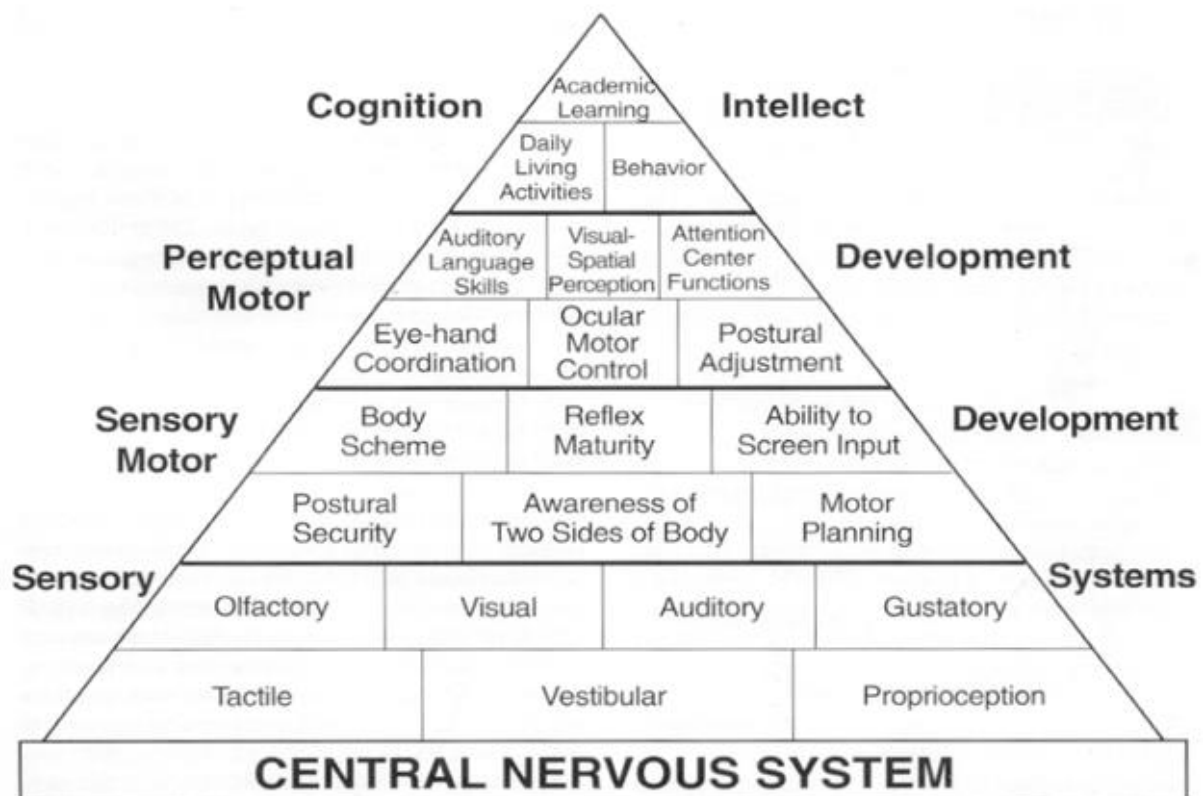 Academic
Learning
Cognition
Intellect
Daily
Living
Activities
Behavior
Auditory
Language
Skills
Visual-
Spatial
Perception
Attention
Center
Functions
Perceptual
Motor
Development
Eye-hand
Coordination
Ocular
Motor
Control
Postural
Adjustment
Sensory
Motor
Body
Scheme
Reflex
Maturity
Ability to
Screen Input
Development
Postural
Security
Awareness of
Two Sides of Body
Motor
Planning
Sensory
Systems
Olfactory
Visual
Auditory
Gustatory
Tactile
Vestibular
Proprioception
CENTRAL NERVOUS SYSTEM